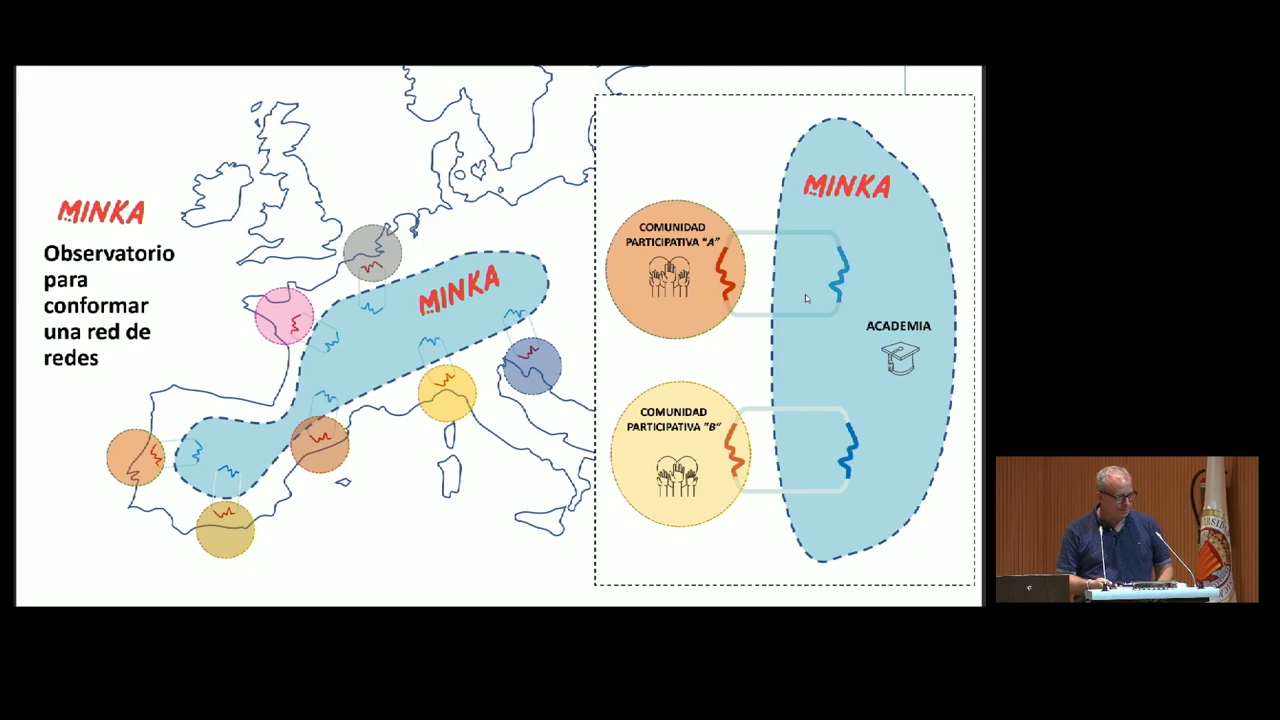 MINKA
Observatorio
para
conformar
una red de
redes
MINKA
MINKA
COMUNIDAD
PARTICIPATIVA "A"
ACADEMIA
COMUNIDAD
PARTICIPATIVA "B"